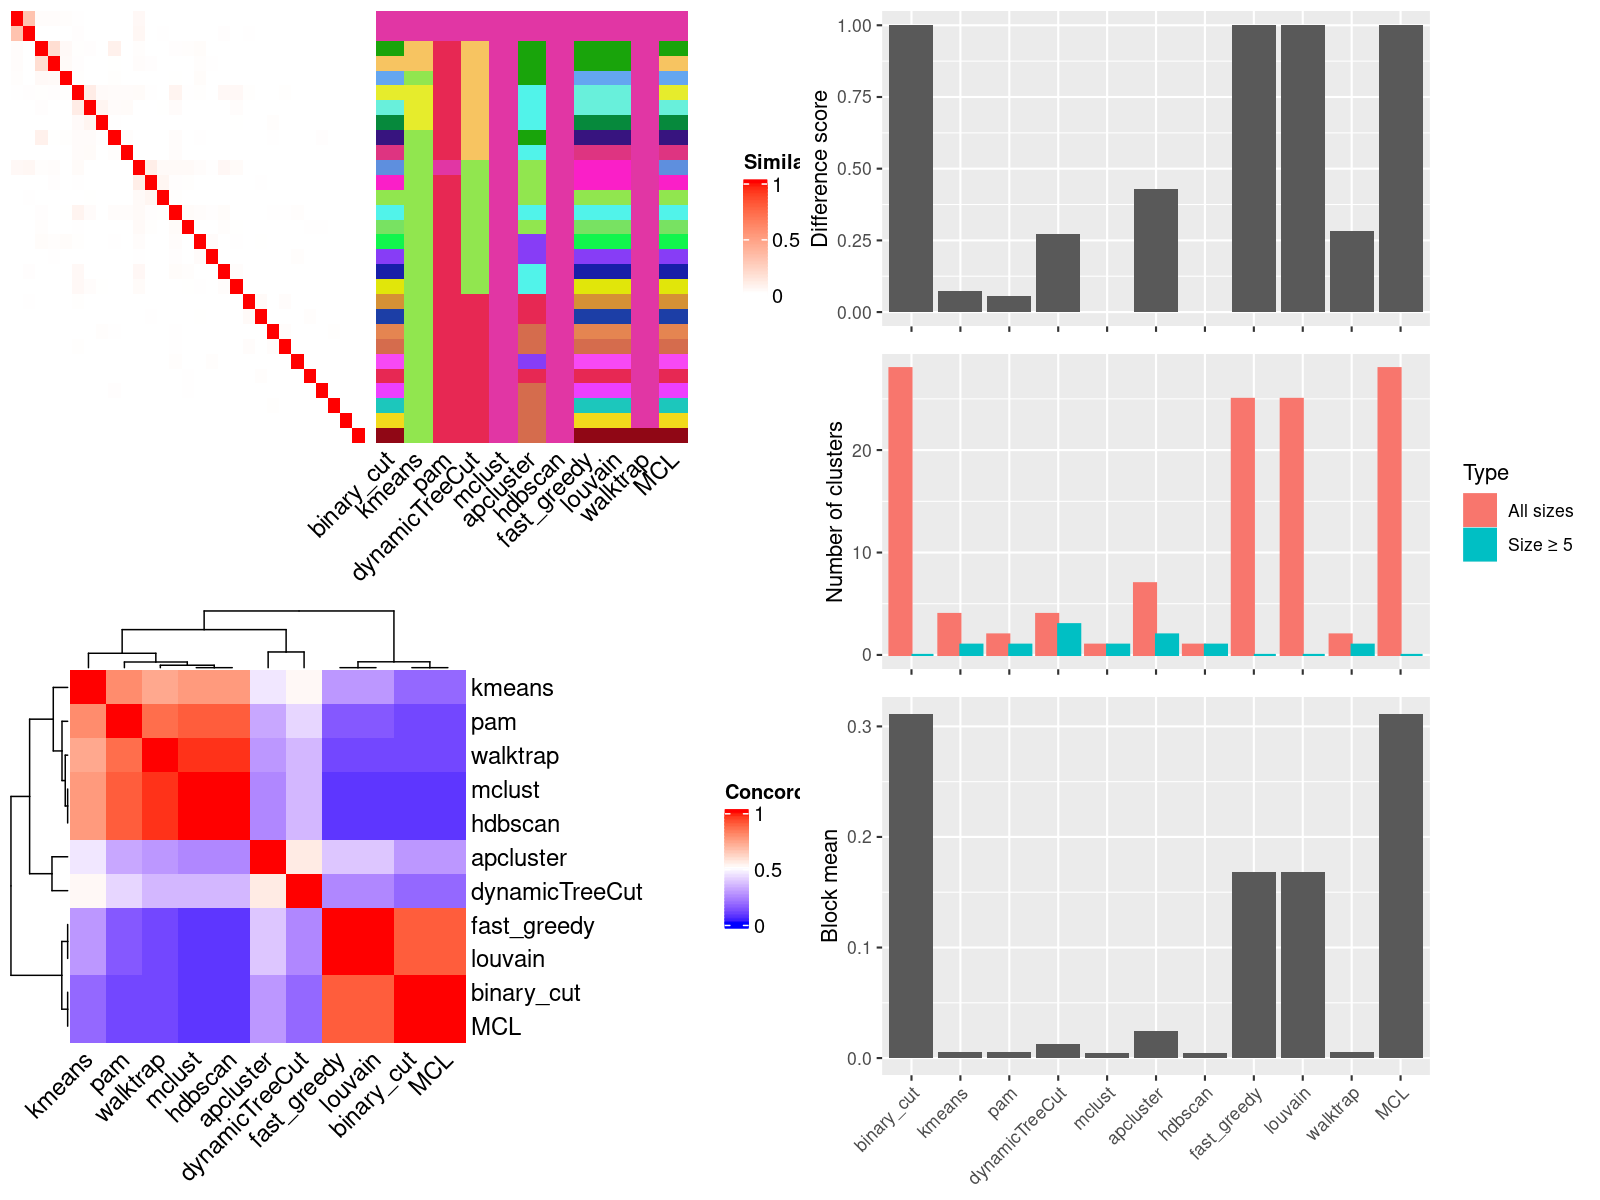 Simila
1
0.5
0
binary_cut
kmeans
pam
dynamicTreeCut
mclust
apcluster
hdbscan
fast_greedy
louvain
walktrap
MCL
Difference score
1.00
0.75
0.50
0.25
0.00
Number of clusters
20
10
0
Type
All sizes
Size ≥ 5
Block mean
0.3
0.2
0.1
0.0
binary_cut
kmeans
pam
dynamicTreeCut
mclust
apcluster
hdbscan
fast_greedy
louvain
walktrap
MCL
kmeans
pam
walktrap
mclust
hdbscan
apcluster
dynamicTreeCut
fast_greedy
louvain
binary_cut
MCL
kmeans
pam
walktrap
mclust
hdbscan
apcluster
dynamicTreeCut
fast_greedy
louvain
binary_cut
MCL
Concord
1
0.5
0